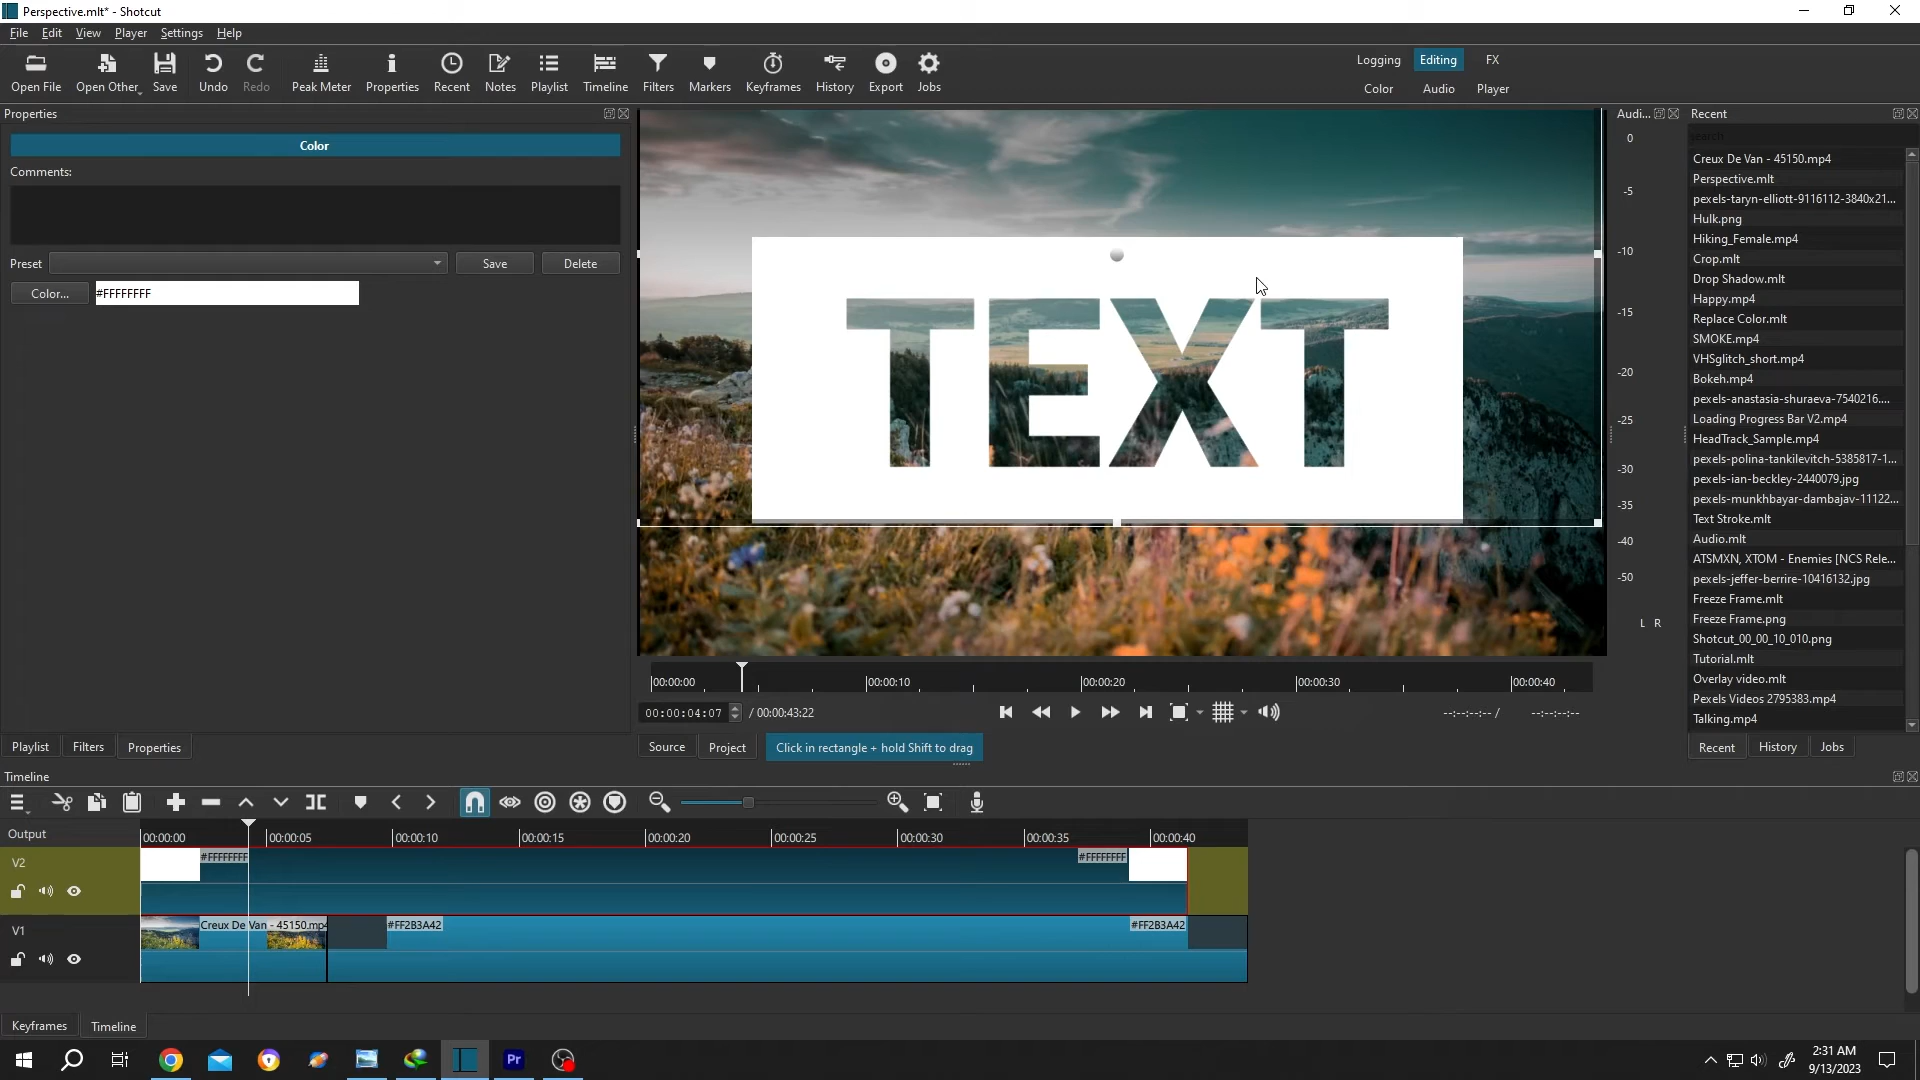 Perspective.mlt* - Shotcut
File Edit View Player Settings Help
Open File Open Other Save Undo Redo Peak Meter Properties Recent Notes Playlist Timeline Filters Markers Keyframes History Export Jobs
Logging Editing FX
Color Audio Player
Properties
Color
Comments:
Preset Save Delete
Color... #FFFFFFFF
Playlist Filters Properties
TEXT
00:00:00 00:00:10 00:00:20 00:00:30 00:00:40
00:00:04:07 / 00:00:43:22
--:--:--:-- / --:--:--:--
Source Project Click in rectangle + hold Shift to drag
Audi...
0
-5
-10
-15
-20
-25
-30
-35
-40
-50
L R
Recent
search
Creux De Van - 45150.mp4
Perspective.mlt
pexels-taryn-elliott-9116112-3840x21...
Hulk.png
Hiking_Female.mp4
Crop.mlt
Drop Shadow.mlt
Happy.mp4
Replace Color.mlt
SMOKE.mp4
VHSglitch_short.mp4
Bokeh.mp4
pexels-anastasia-shuraeva-7540216....
Loading Progress Bar V2.mp4
HeadTrack_Sample.mp4
pexels-polina-tankilevitch-5385817-1...
pexels-ian-beckley-2440079.jpg
pexels-munkhbayar-dambajav-11122...
Text Stroke.mlt
Audio.mlt
ATSMXN, XTOM - Enemies [NCS Rele...
pexels-jeffer-berrire-10416132.jpg
Freeze Frame.mlt
Freeze Frame.png
Shotcut_00_00_10_010.png
Tutorial.mlt
Overlay video.mlt
Pexels Videos 2795383.mp4
Talking.mp4
Recent History Jobs
Timeline
Output
00:00:00 00:00:05 00:00:10 00:00:15 00:00:20 00:00:25 00:00:30 00:00:35 00:00:40
V2
#FFFFFFFF #FFFFFFFF
V1
Creux De Van - 45150.mp4 #FF2B3A42 #FF2B3A42
Keyframes Timeline
Pr
2:31 AM
9/13/2023